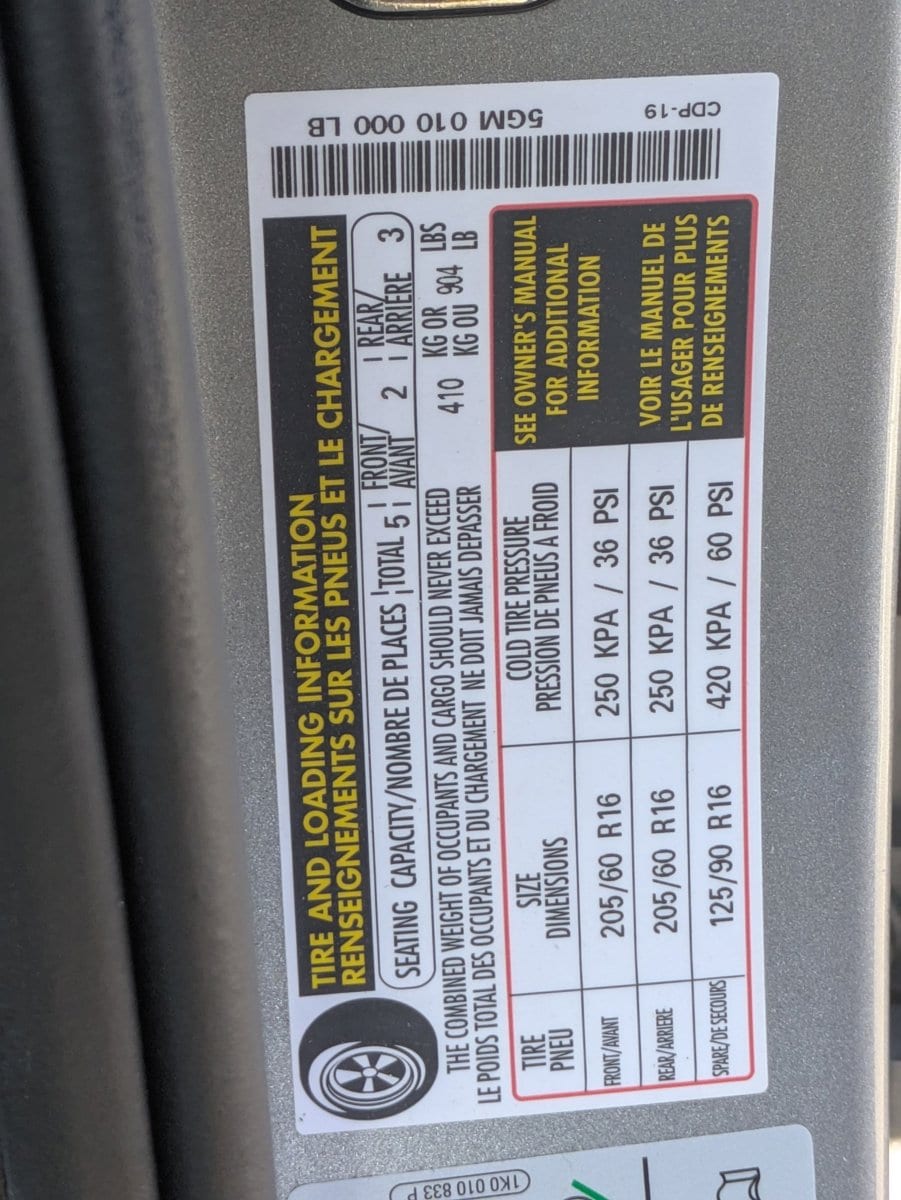 TIRE AND LOADING INFORMATION
RENSEIGNEMENTS SUR LES PNEUS ET LE CHARGEMENT
SEATING CAPACITY/NOMBRE DE PLACES TOTAL 5 FRONT/AVANT 2 REAR/ARRIÈRE 3
THE COMBINED WEIGHT OF OCCUPANTS AND CARGO SHOULD NEVER EXCEED 410 KG OR 904 LBS
LE POIDS TOTAL DES OCCUPANTS ET DU CHARGEMENT NE DOIT JAMAIS DEPASSER KG OU LB
TIRE PNEU
SIZE DIMENSIONS
COLD TIRE PRESSURE
PRESSION DE PNEUS A FROID
FRONT/AVANT 205/60 R16 250 KPA / 36 PSI
REAR/ARRIERE 205/60 R16 250 KPA / 36 PSI
SPARE/DE SECOURS 125/90 R16 420 KPA / 60 PSI
SEE OWNER'S MANUAL
FOR ADDITIONAL
INFORMATION
VOIR LE MANUEL DE
L'USAGER POUR PLUS
DE RENSEIGNEMENTS
5GM 010 000 LB
CDP-19
1K0 010 833 P